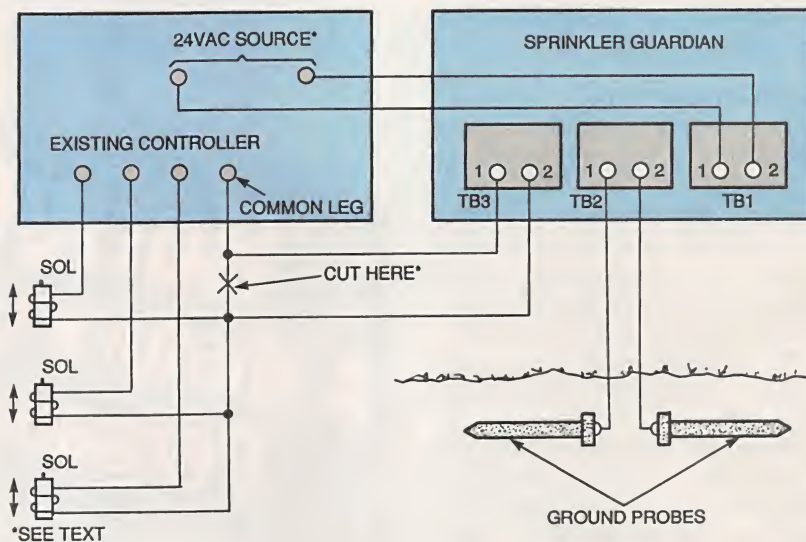 24VAC SOURCE*
SPRINKLER GUARDIAN
EXISTING CONTROLLER
COMMON LEG
1 2
TB3
1 2
TB2
1 2
TB1
CUT HERE*
SOL
SOL
SOL
*SEE TEXT
GROUND PROBES